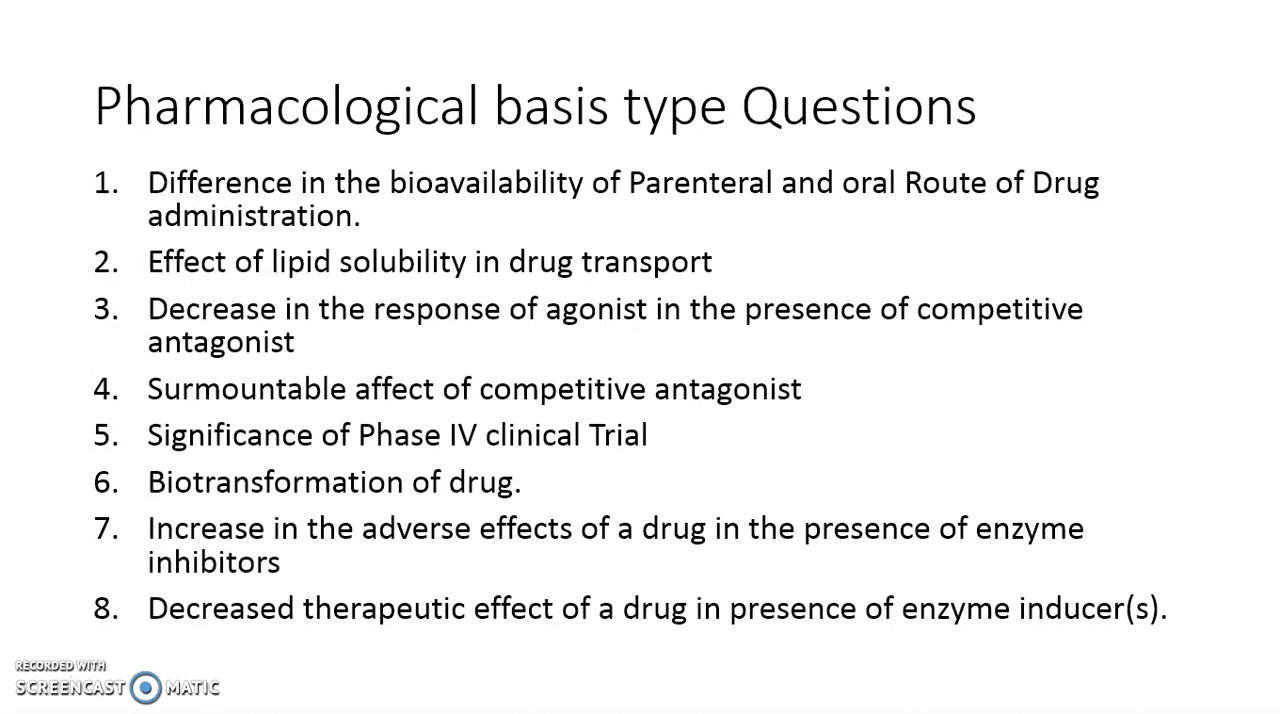 Pharmacological basis type Questions
1. Difference in the bioavailability of Parenteral and oral Route of Drug
administration.
2. Effect of lipid solubility in drug transport
3. Decrease in the response of agonist in the presence of competitive
antagonist
4. Surmountable affect of competitive antagonist
5. Significance of Phase IV clinical Trial
6. Biotransformation of drug.
7. Increase in the adverse effects of a drug in the presence of enzyme
inhibitors
8. Decreased therapeutic effect of a drug in presence of enzyme inducer(s).
RECORDED WITH
SCREENCAST MATIC